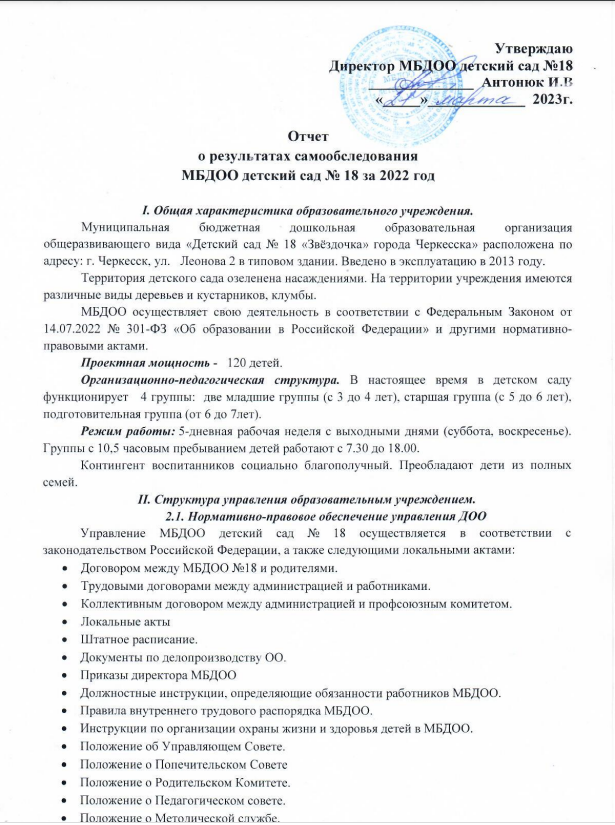 Утверждаю
Директор МБДОО детский сад №18
Антонюк И.В
«     » марта 2023г.
Отчет
о результатах самообследования
МБДОО детский сад № 18 за 2022 год
I. Общая характеристика образовательного учреждения.
Муниципальная бюджетная дошкольная образовательная организация
общеразвивающего вида «Детский сад № 18 «Звёздочка» города Черкесска» расположена по
адресу: г. Черкесск, ул. Леонова 2 в типовом здании. Введено в эксплуатацию в 2013 году.
Территория детского сада озеленена насаждениями. На территории учреждения имеются
различные виды деревьев и кустарников, клумбы.
МБДОО осуществляет свою деятельность в соответствии с Федеральным Законом от
14.07.2022 № 301-ФЗ «Об образовании в Российской Федерации» и другими нормативно-
правовыми актами.
Проектная мощность - 120 детей.
Организационно-педагогическая структура. В настоящее время в детском саду
функционирует 4 группы: две младшие группы (с 3 до 4 лет), старшая группа (с 5 до 6 лет),
подготовительная группа (от 6 до 7лет).
Режим работы: 5-дневная рабочая неделя с выходными днями (суббота, воскресенье).
Группы с 10,5 часовым пребыванием детей работают с 7.30 до 18.00.
Контингент воспитанников социально благополучный. Преобладают дети из полных
семей.
II. Структура управления образовательным учреждением.
2.1. Нормативно-правовое обеспечение управления ДОО
Управление МБДОО детский сад № 18 осуществляется в соответствии с
законодательством Российской Федерации, а также следующими локальными актами:
• Договором между МБДОО №18 и родителями.
• Трудовыми договорами между администрацией и работниками.
• Коллективным договором между администрацией и профсоюзным комитетом.
• Локальные акты
• Штатное расписание.
• Документы по делопроизводству ОО.
• Приказы директора МБДОО
• Должностные инструкции, определяющие обязанности работников МБДОО.
• Правила внутреннего трудового распорядка МБДОО.
• Инструкции по организации охраны жизни и здоровья детей в МБДОО.
• Положение об Управляющем Совете.
• Положение о Попечительском Совете
• Положение о Родительском Комитете.
• Положение о Педагогическом совете.
• Положение о Методической службе.